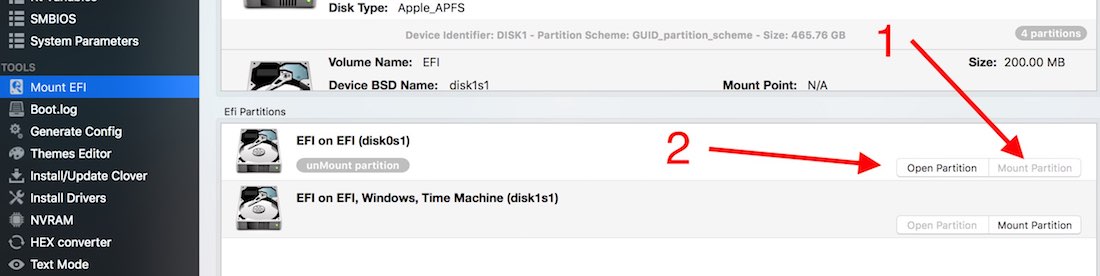 SMBIOS
System Parameters
TOOLS
Mount EFI
Boot.log
Generate Config
Themes Editor
Install/Update Clover
Install Drivers
NVRAM
HEX converter
Text Mode
Disk Type: Apple_APFS
Device Identifier: DISK1 - Partition Scheme: GUID_partition_scheme - Size: 465.76 GB
4 partitions
1
Volume Name: EFI
Size: 200.00 MB
Device BSD Name: disk1s1
Mount Point: N/A
Efi Partitions
EFI on EFI (disk0s1)
unMount partition
2
Open Partition
Mount Partition
EFI on EFI, Windows, Time Machine (disk1s1)
Open Partition
Mount Partition